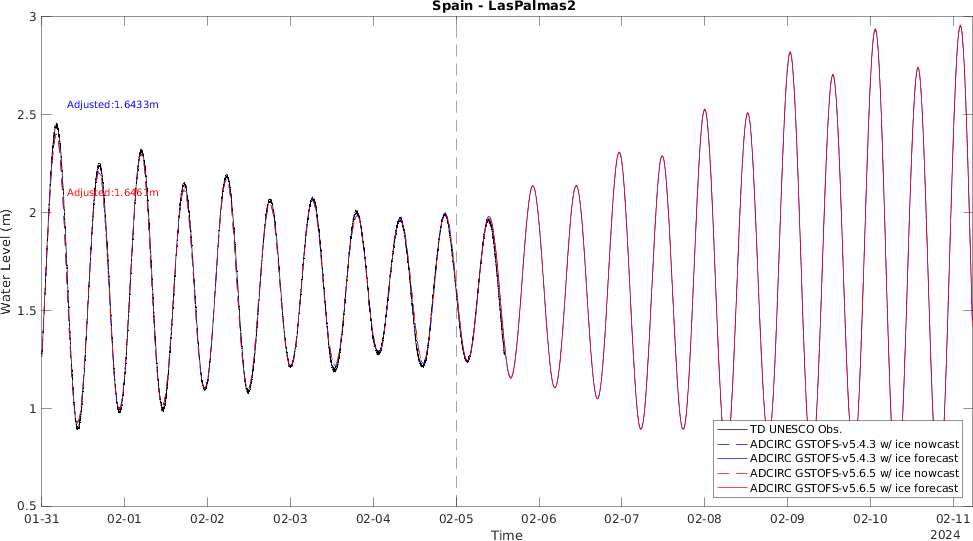 Spain - LasPalmas2
3
2.5
2
1.5
1
0.5
Water Level (m)
Adjusted:1.6433m
Adjusted:1.6461m
TD UNESCO Obs.
ADCIRC GSTOFS-v5.4.3 w/ ice nowcast
ADCIRC GSTOFS-v5.4.3 w/ ice forecast
ADCIRC GSTOFS-v5.6.5 w/ ice nowcast
ADCIRC GSTOFS-v5.6.5 w/ ice forecast
01-31 02-01 02-02 02-03 02-04 02-05 02-06 02-07 02-08 02-09 02-10 02-11
Time
2024